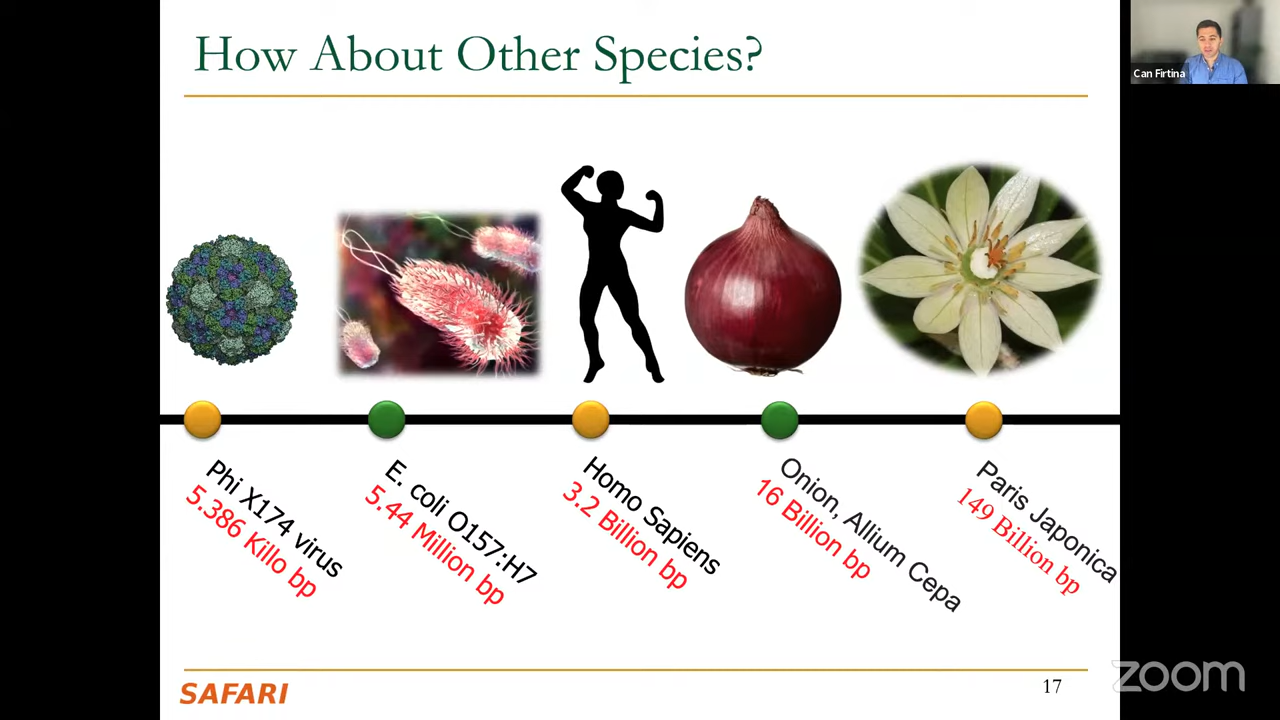 How About Other Species?
Can Firtina
Phi X174 virus
5.386 Killo bp
E. coli O157:H7
5.44 Million bp
Homo Sapiens
3.2 Billion bp
Onion, Allium Cepa
16 Billion bp
Paris Japonica
149 Billion bp
SAFARI
17
zoom